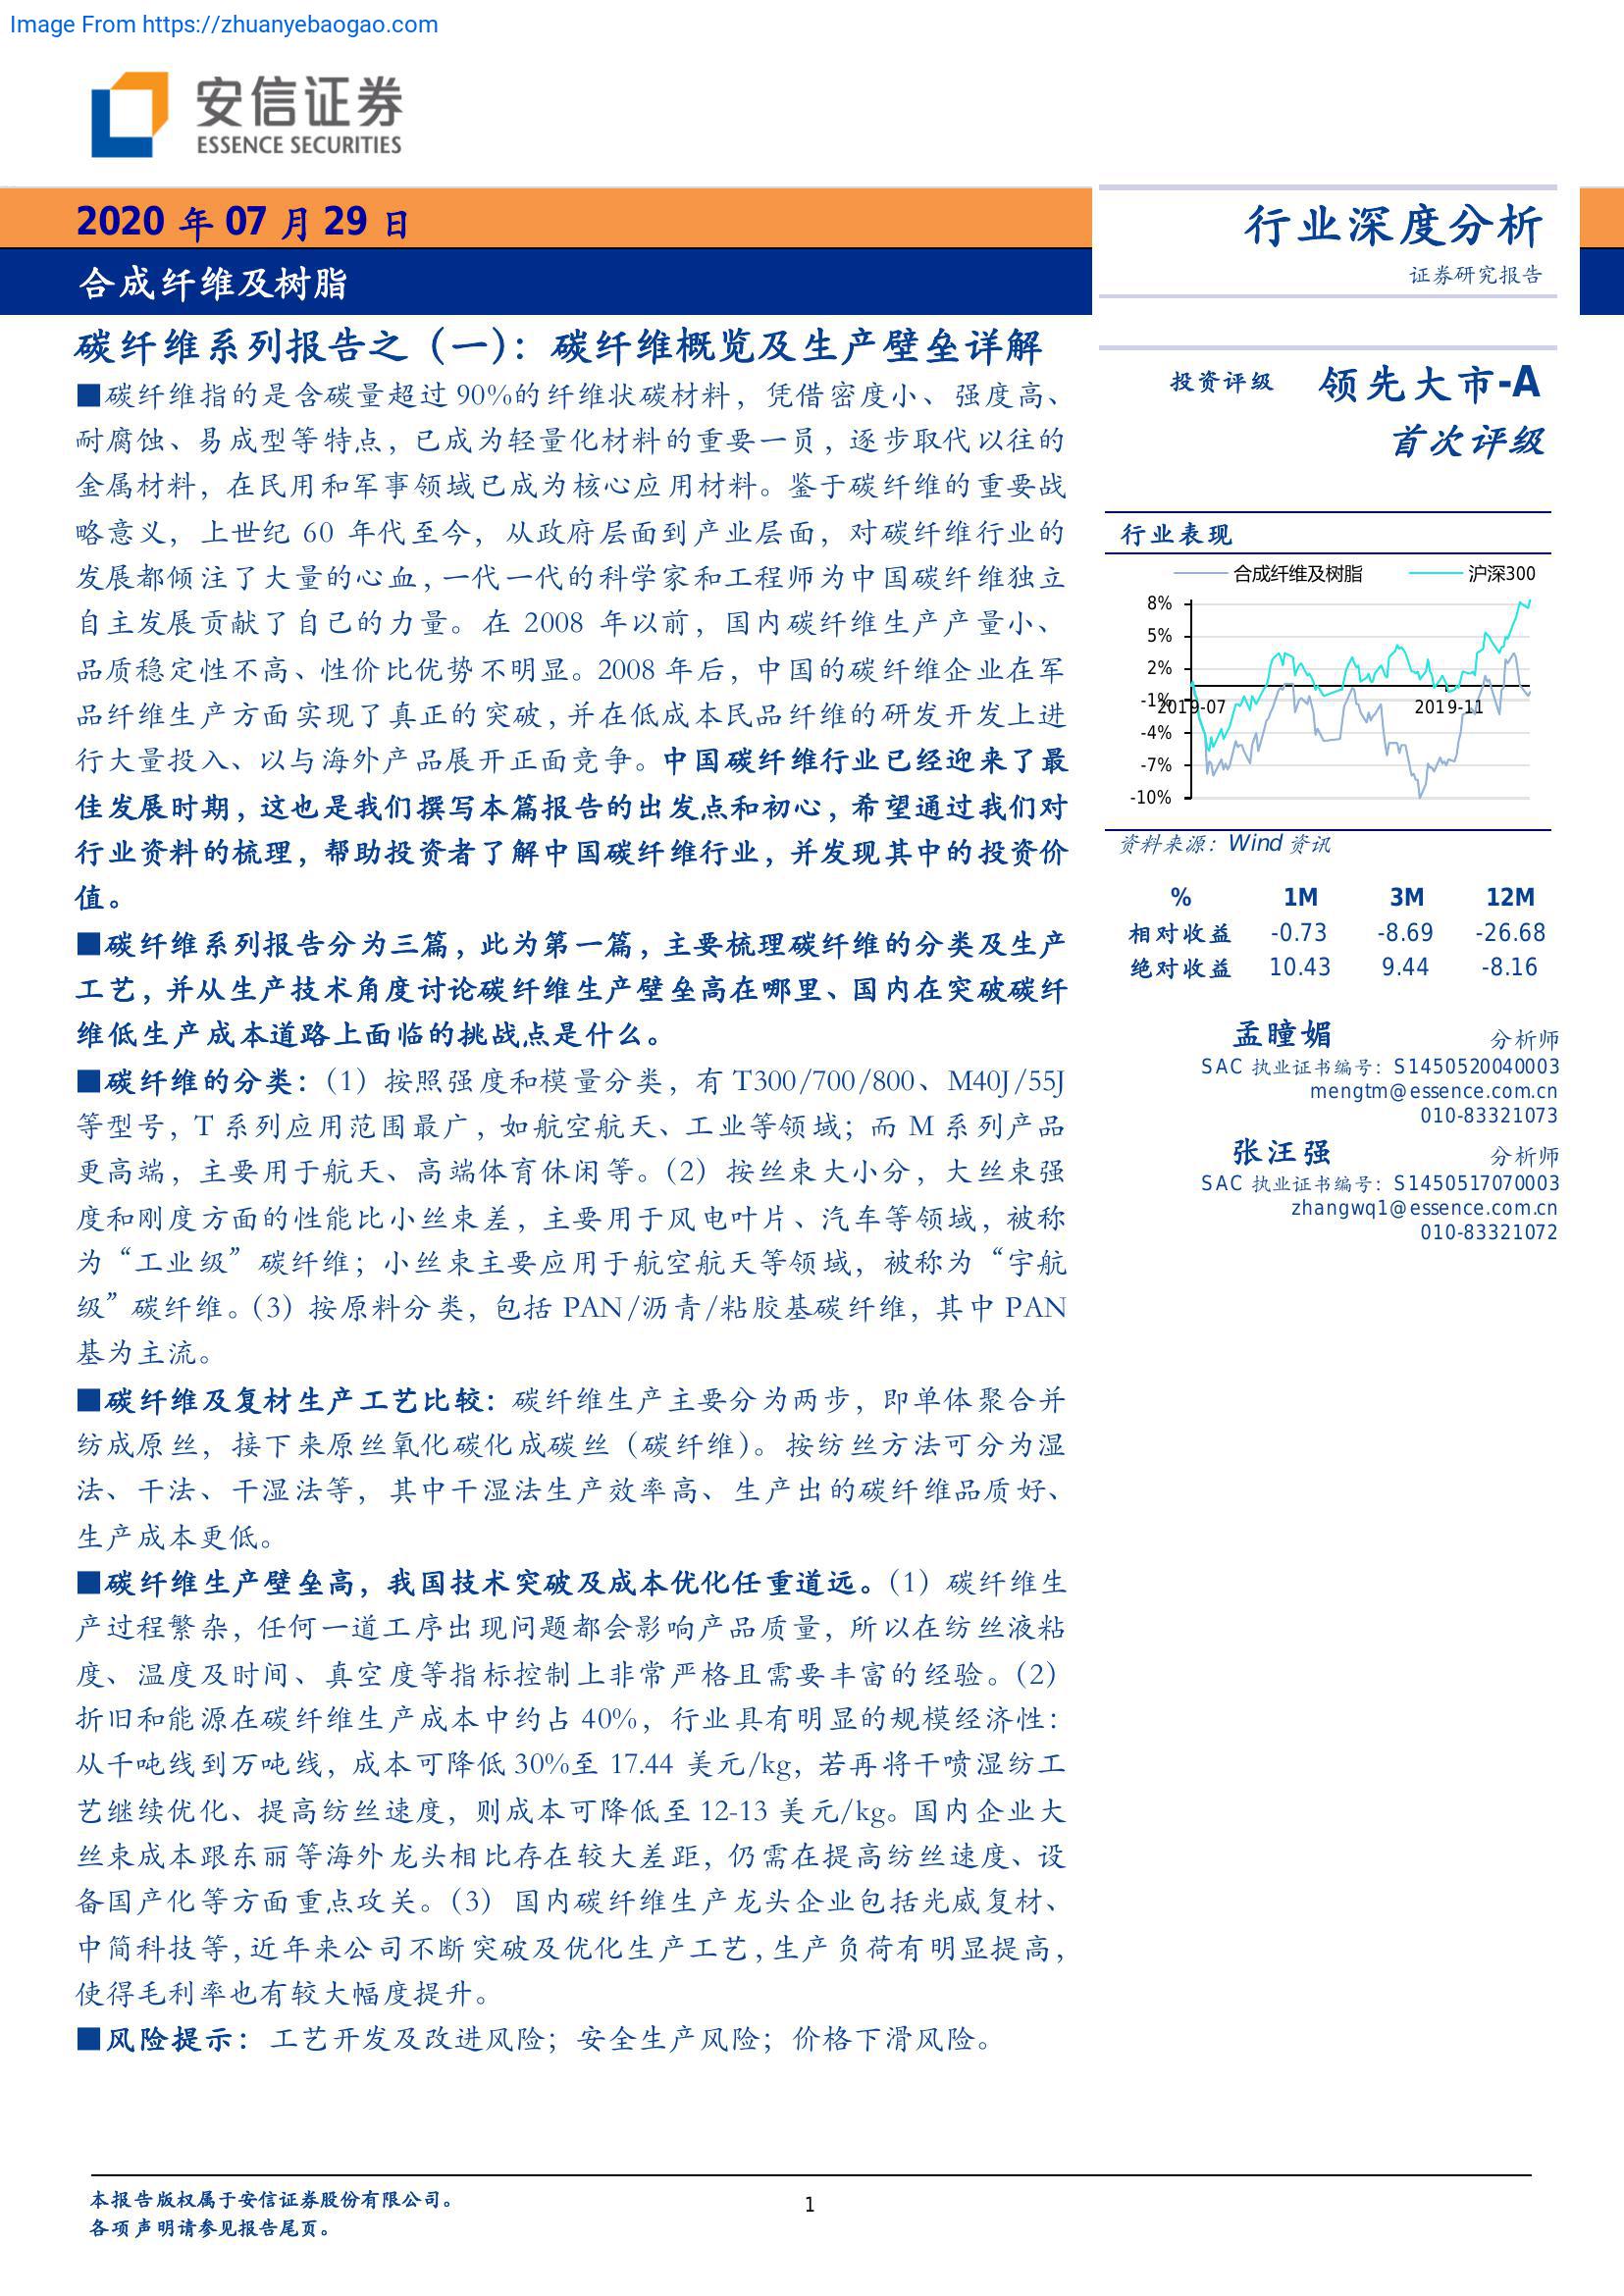 Image From https://zhuanyebaogao.com
安信证券
ESSENCE SECURITIES
2020 年 07 月 29 日
合成纤维及树脂
行业深度分析
证券研究报告
碳纤维系列报告之（一）：碳纤维概览及生产壁垒详解
■碳纤维指的是含碳量超过 90%的纤维状碳材料，凭借密度小、强度高、
耐腐蚀、易成型等特点，已成为轻量化材料的重要一员，逐步取代以往的
金属材料，在民用和军事领域已成为核心应用材料。鉴于碳纤维的重要战
略意义，上世纪 60 年代至今，从政府层面到产业层面，对碳纤维行业的
发展都倾注了大量的心血，一代一代的科学家和工程师为中国碳纤维独立
自主发展贡献了自己的力量。在 2008 年以前，国内碳纤维生产产量小、
品质稳定性不高、性价比优势不明显。2008 年后，中国的碳纤维企业在军
品纤维生产方面实现了真正的突破，并在低成本民品纤维的研发开发上进
行大量投入、以与海外产品展开正面竞争。中国碳纤维行业已经迎来了最
佳发展时期，这也是我们撰写本篇报告的出发点和初心，希望通过我们对
行业资料的梳理，帮助投资者了解中国碳纤维行业，并发现其中的投资价
值。
■碳纤维系列报告分为三篇，此为第一篇，主要梳理碳纤维的分类及生产
工艺，并从生产技术角度讨论碳纤维生产壁垒高在哪里、国内在突破碳纤
维低生产成本道路上面临的挑战点是什么。
■碳纤维的分类：（1）按照强度和模量分类，有 T300/700/800、M40J/55J
等型号，T 系列应用范围最广，如航空航天、工业等领域；而 M 系列产品
更高端，主要用于航天、高端体育休闲等。（2）按丝束大小分，大丝束强
度和刚度方面的性能比小丝束差，主要用于风电叶片、汽车等领域，被称
为“工业级”碳纤维；小丝束主要应用于航空航天等领域，被称为“宇航
级”碳纤维。（3）按原料分类，包括 PAN/沥青/粘胶基碳纤维，其中 PAN
基为主流。
■碳纤维及复材生产工艺比较：碳纤维生产主要分为两步，即单体聚合并
纺成原丝，接下来原丝氧化碳化成碳丝（碳纤维）。按纺丝方法可分为湿
法、干法、干湿法等，其中干湿法生产效率高、生产出的碳纤维品质好、
生产成本更低。
■碳纤维生产壁垒高，我国技术突破及成本优化任重道远。（1）碳纤维生
产过程繁杂，任何一道工序出现问题都会影响产品质量，所以在纺丝液粘
度、温度及时间、真空度等指标控制上非常严格且需要丰富的经验。（2）
折旧和能源在碳纤维生产成本中约占 40%，行业具有明显的规模经济性：
从千吨线到万吨线，成本可降低 30%至 17.44 美元/kg，若再将干喷湿纺工
艺继续优化、提高纺丝速度，则成本可降低至 12-13 美元/kg。国内企业大
丝束成本跟东丽等海外龙头相比存在较大差距，仍需在提高纺丝速度、设
备国产化等方面重点攻关。（3）国内碳纤维生产龙头企业包括光威复材、
中简科技等，近年来公司不断突破及优化生产工艺，生产负荷有明显提高，
使得毛利率也有较大幅度提升。
■风险提示：工艺开发及改进风险；安全生产风险；价格下滑风险。
投资评级 领先大市-A
首次评级
行业表现
合成纤维及树脂 沪深300
8%
5%
2%
-1%
2019-07 2019-11
-4%
-7%
-10%
资料来源：Wind 资讯
% 1M 3M 12M
相对收益 -0.73 -8.69 -26.68
绝对收益 10.43 9.44 -8.16
孟瞳媚 分析师
SAC 执业证书编号：S1450520040003
mengtm@essence.com.cn
010-83321073
张汪强 分析师
SAC 执业证书编号：S1450517070003
zhangwq1@essence.com.cn
010-83321072
本报告版权属于安信证券股份有限公司。
各项声明请参见报告尾页。
1